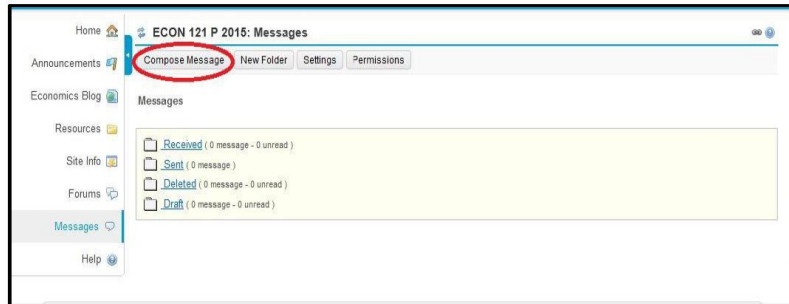 Home
Announcements
Economics Blog
Resources
Site Info
Forums
Messages
Help
ECON 121 P 2015: Messages
Compose Message New Folder Settings Permissions
Messages
Received ( 0 message - 0 unread )
Sent ( 0 message )
Deleted ( 0 message - 0 unread )
Draft ( 0 message - 0 unread )